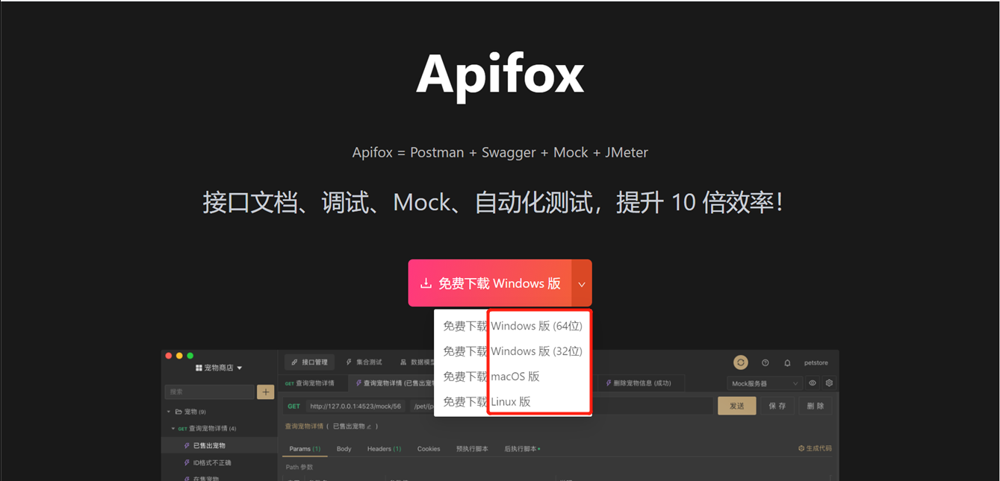 Apifox
Apifox = Postman + Swagger + Mock + JMeter
接口文档、调试、Mock、自动化测试，提升 10 倍效率！
免费下载 Windows 版
免费下载 Windows 版 (64位)
免费下载 Windows 版 (32位)
免费下载 macOS 版
免费下载 Linux 版
宠物商店
接口管理 集合测试 数据模型
petstore
搜索
GET 查询宠物详情 查询宠物详情 (已售出宠 删除宠物信息 (成功) Mock服务器
GET http://127.0.0.1:4523/mock/56 /pet/ 发送 保存 删除
宠物 (9)
GET 查询宠物详情 (4)
已售出宠物
ID格式不正确
在售宠物
查询宠物详情 ( 已售出宠物 )
Params (1) Body Headers (1) Cookies 预执行脚本 后执行脚本 生成代码
Path 参数